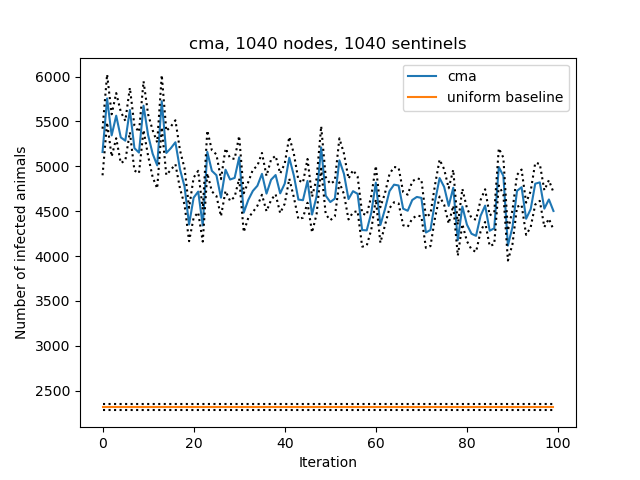 cma, 1040 nodes, 1040 sentinels
cma
uniform baseline
Number of infected animals
6000
5500
5000
4500
4000
3500
3000
2500
0 20 40 60 80 100
Iteration